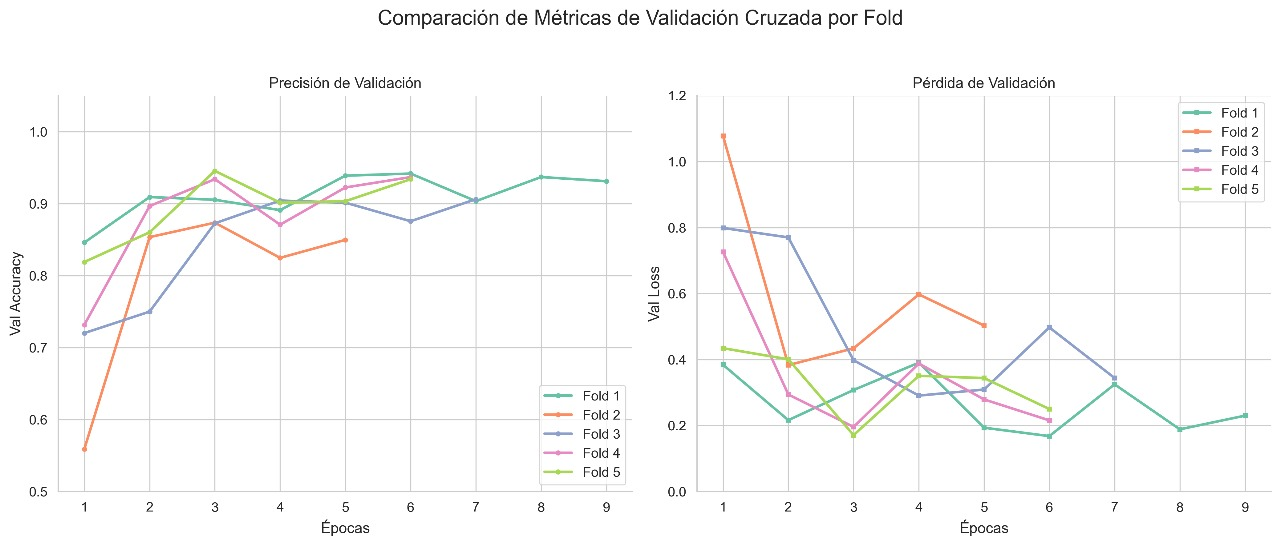 Comparación de Métricas de Validación Cruzada por Fold
Precisión de Validación
Val Accuracy
1.0
0.9
0.8
0.7
0.6
0.5
1 2 3 4 5 6 7 8 9
Épocas
Fold 1
Fold 2
Fold 3
Fold 4
Fold 5
Pérdida de Validación
Val Loss
1.2
1.0
0.8
0.6
0.4
0.2
0.0
1 2 3 4 5 6 7 8 9
Épocas
Fold 1
Fold 2
Fold 3
Fold 4
Fold 5